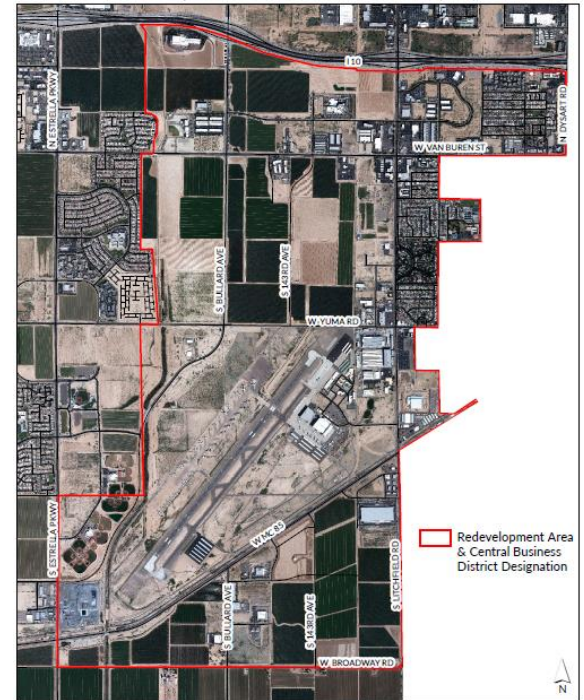 I 10
N ESTRELLA PKWY
N DYSART RD
W VAN BUREN ST
S BULLARD AVE
S 143RD AVE
W YUMA RD
S ESTRELLA PKWY
W MC 85
S LITCHFIELD RD
S BULLARD AVE
S 143RD AVE
W BROADWAY RD
Redevelopment Area
& Central Business
District Designation
N